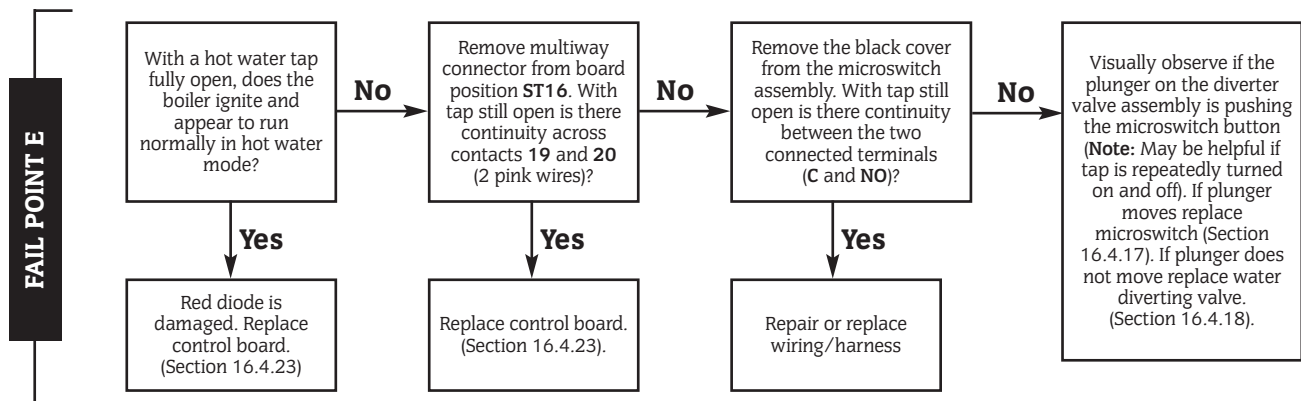 FAIL POINT E
With a hot water tap
fully open, does the
boiler ignite and
appear to run
normally in hot water
mode?
No
Remove multiway
connector from board
position ST16. With
tap still open is there
continuity across
contacts 19 and 20
(2 pink wires)?
No
Remove the black cover
from the microswitch
assembly. With tap still
open is there continuity
between the two
connected terminals
(C and NO)?
No
Visually observe if the
plunger on the diverter
valve assembly is pushing
the microswitch button
(Note: May be helpful if
tap is repeatedly turned
on and off). If plunger
moves replace
microswitch (Section
16.4.17). If plunger does
not move replace water
diverting valve.
(Section 16.4.18).
Yes
Yes
Yes
Red diode is
damaged. Replace
control board.
(Section 16.4.23)
Replace control board.
(Section 16.4.23).
Repair or replace
wiring/harness